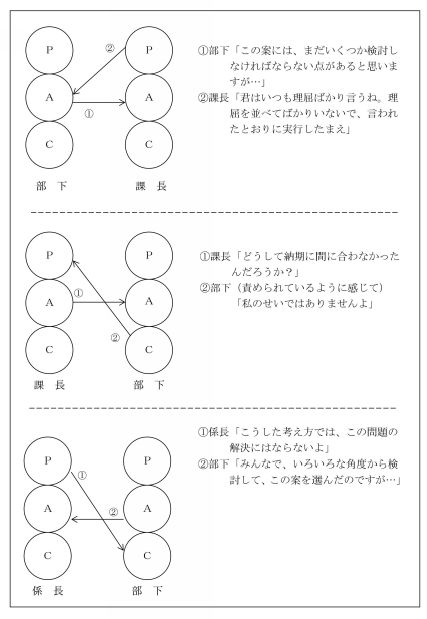 P
P
②
A
A
①
C
C
部　下
課　長
①部下「この案には、まだいくつか検討し
なければならない点があると思いま
すが…」
②課長「君はいつも理屈ばかり言うね。理
屈を並べてばかりいないで、言われ
たとおりに実行したまえ」
P
P
①
A
A
②
C
C
課　長
部　下
①課長「どうして納期に間に合わなかった
んだろうか？」
②部下（責められているように感じて）
「私のせいではありませんよ」
P
P
①
A
②
A
C
C
係　長
部　下
①係長「こうした考え方では、この問題の
解決にはならないよ」
②部下「みんなで、いろいろな角度から検
討して、この案を選んだのですが…」